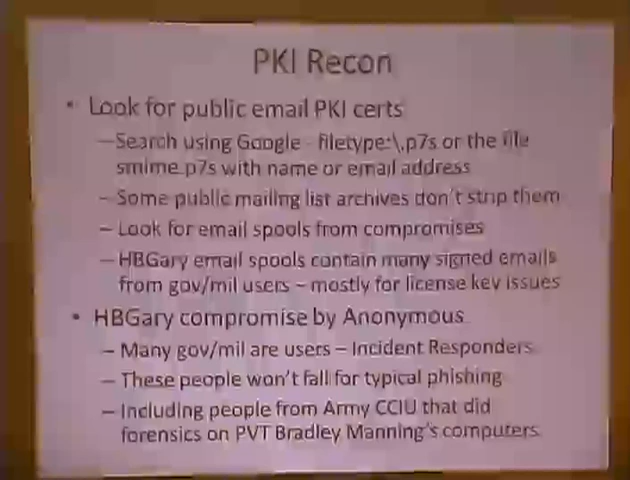 PKI Recon
• Look for public email PKI certs
– Search using Google - filetype:\.p7s or the file
smime.p7s with name or email address
– Some public mailing list archives don't strip them
– Look for email spools from compromises
– HBGary email spools contain many signed emails
from gov/mil users – mostly for license key issues
• HBGary compromise by Anonymous
– Many gov/mil are users – Incident Responders
– These people won't fall for typical phishing
– Including people from Army CCIU that did
forensics on PVT Bradley Manning's computers